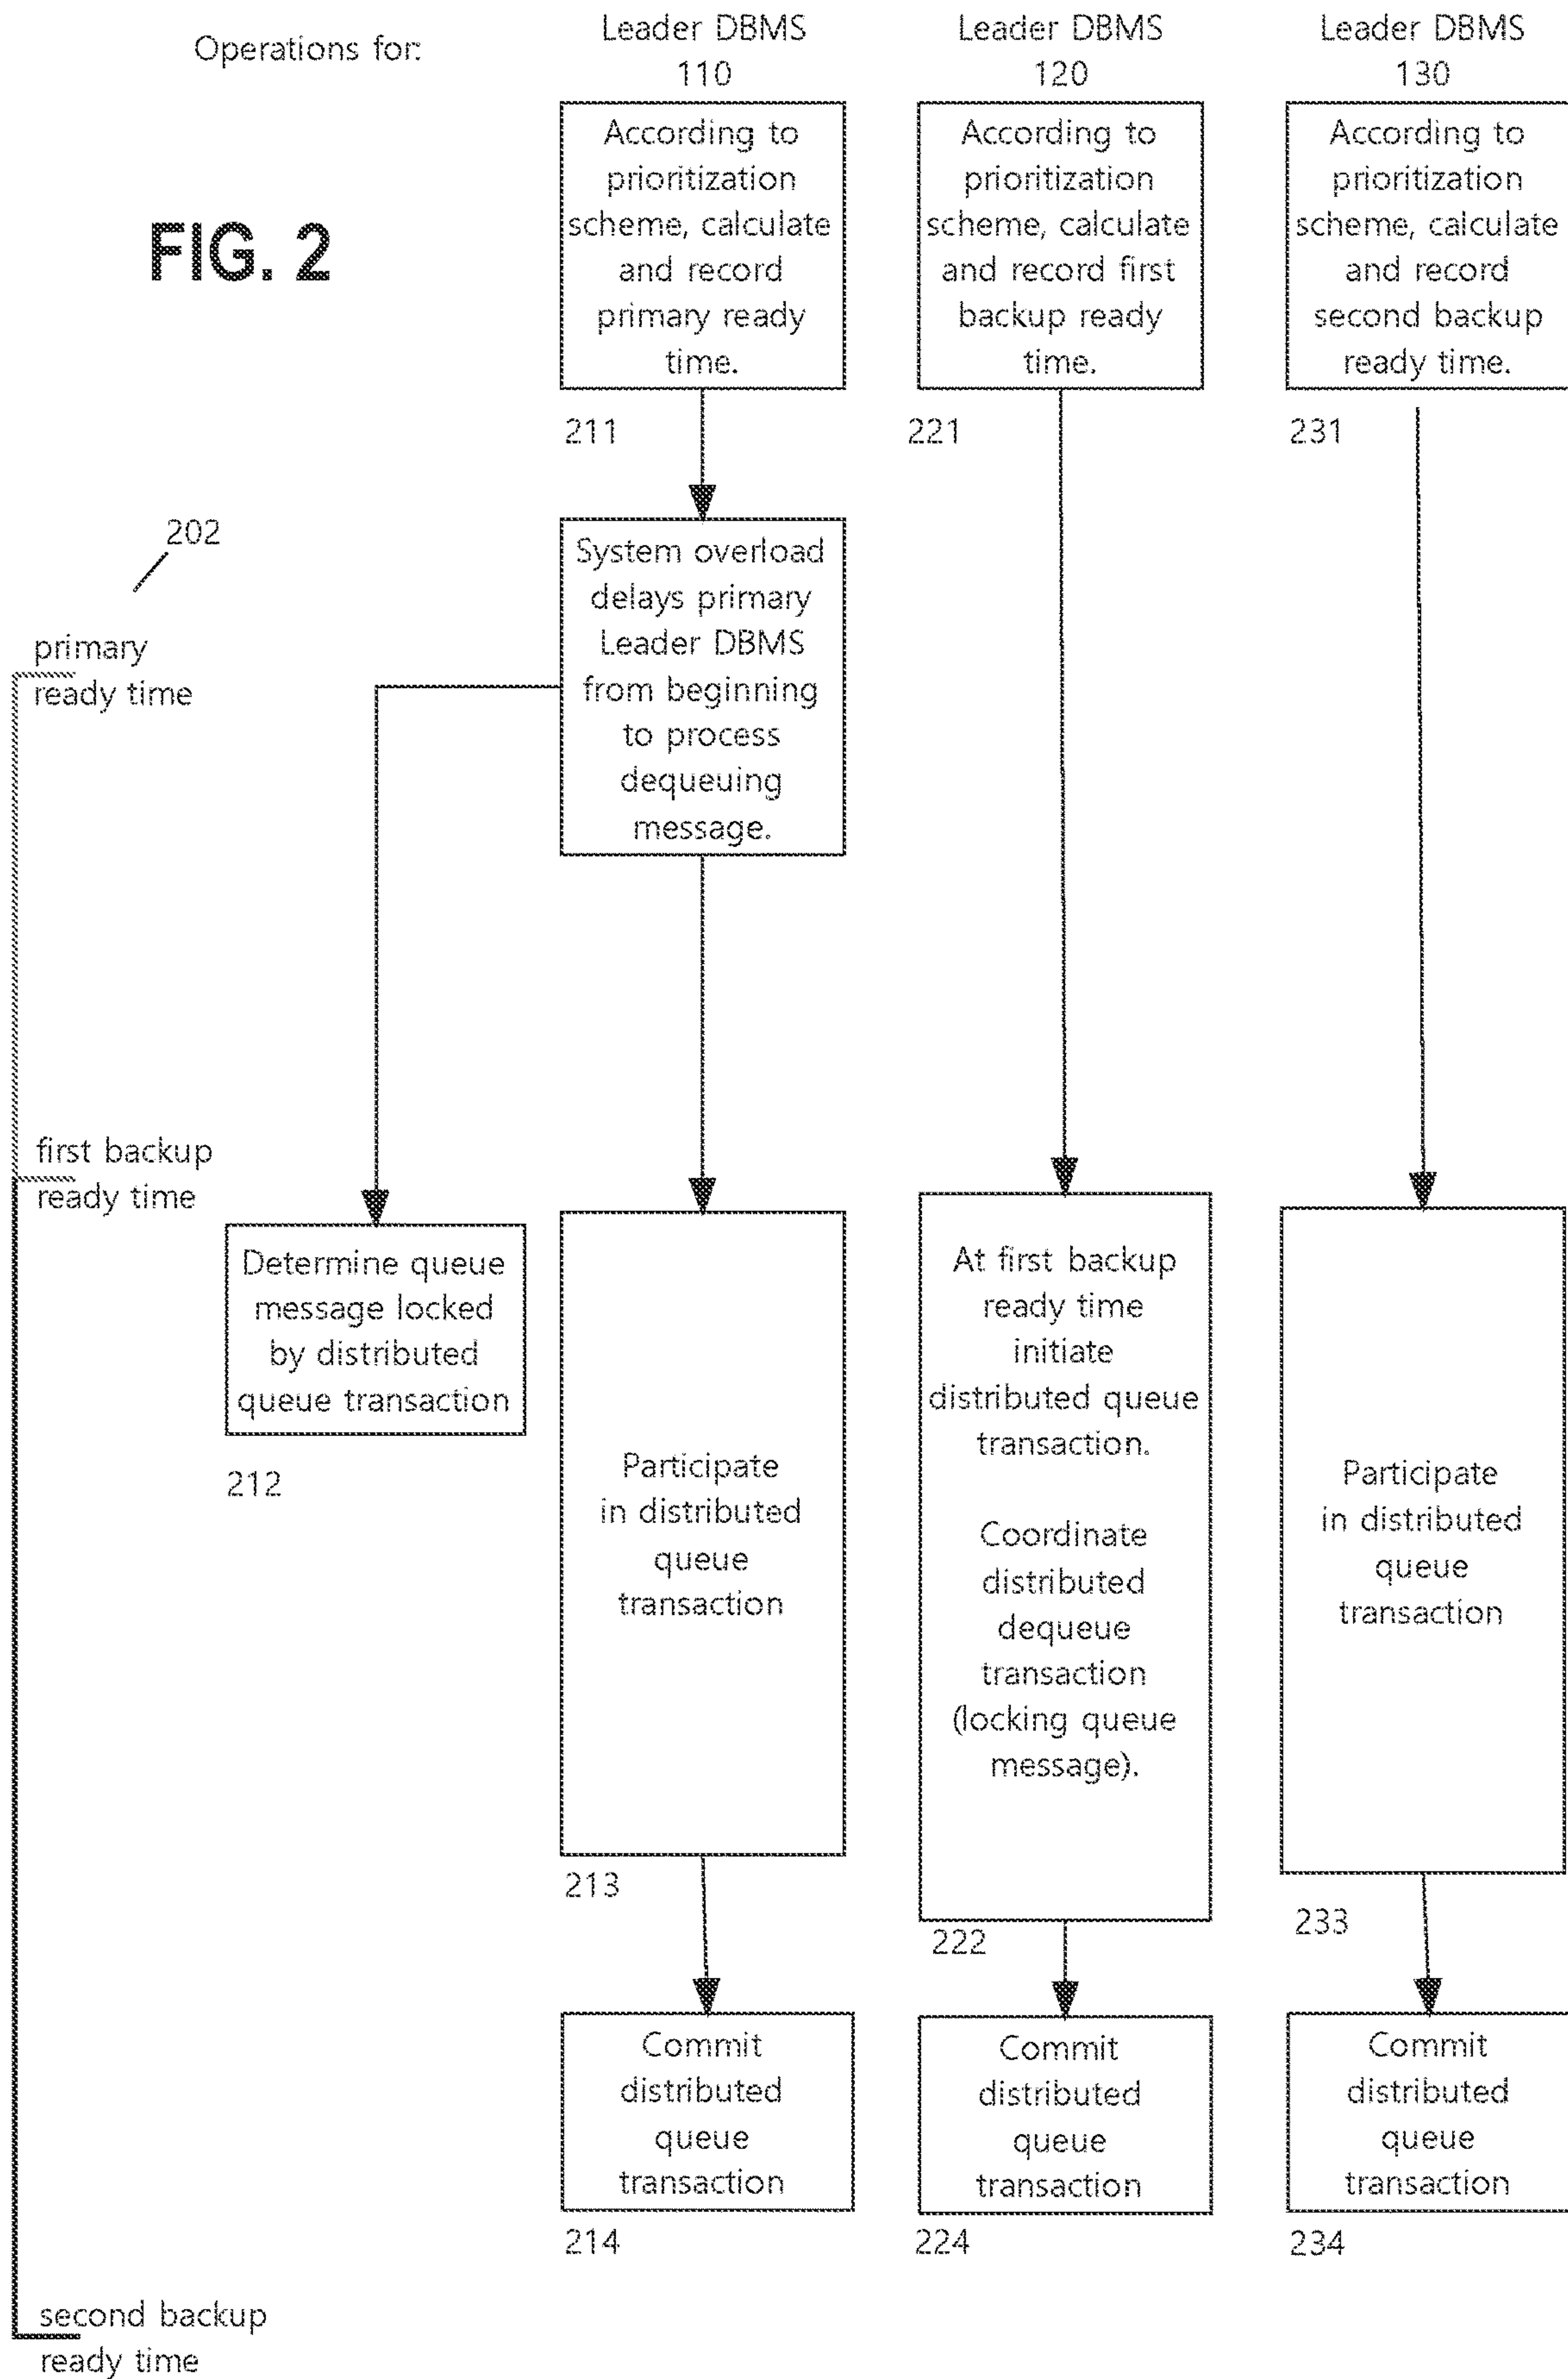 Operations for:
Leader DBMS
110
Leader DBMS
120
Leader DBMS
130
FIG. 2
According to
prioritization
scheme, calculate
and record
primary ready
time.
211
According to
prioritization
scheme, calculate
and record first
backup ready
time.
221
According to
prioritization
scheme, calculate
and record
second backup
ready time.
231
202
primary
ready time
System overload
delays primary
Leader DBMS
from beginning
to process
dequeuing
message.
first backup
ready time
Determine queue
message locked
by distributed
queue transaction
212
Participate
in distributed
queue
transaction
213
At first backup
ready time
initiate
distributed queue
transaction.
Coordinate
distributed
dequeue
transaction
(locking queue
message).
222
Participate
in distributed
queue
transaction
233
Commit
distributed
queue
transaction
214
Commit
distributed
queue
transaction
224
Commit
distributed
queue
transaction
234
second backup
ready time